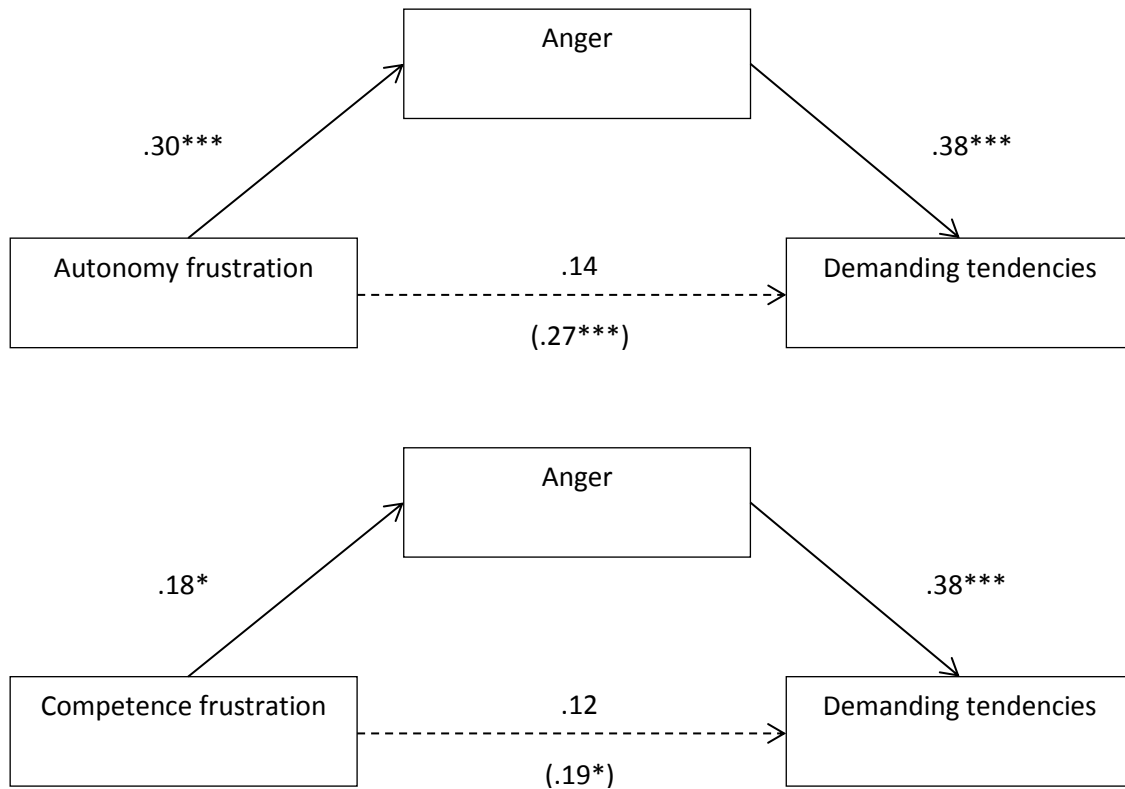 Anger
.30***
.38***
Autonomy frustration
.14
Demanding tendencies
(.27***)
Anger
.18*
.38***
Competence frustration
.12
Demanding tendencies
(.19*)